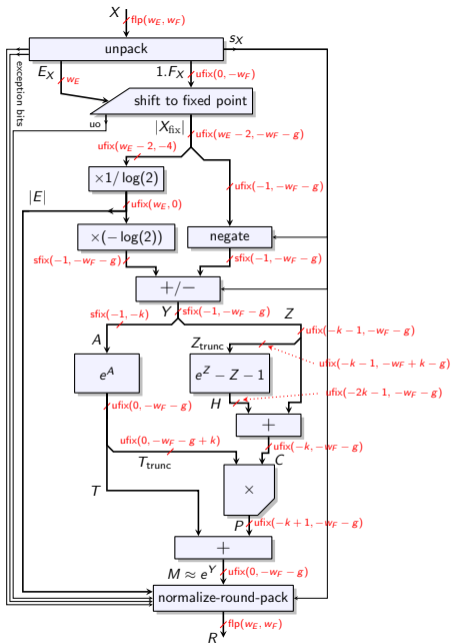 X
flp(w_E, w_F)
s_X
unpack
exception bits
E_X
w_E
1.F_X
ufix(0, −w_F)
shift to fixed point
uo
|X_fix|
ufix(w_E − 2, −w_F − g)
ufix(w_E − 2, −4)
×1/ log(2)
ufix(−1, −w_F − g)
|E|
ufix(w_E, 0)
×(− log(2))
negate
sfix(−1, −w_F − g)
sfix(−1, −w_F − g)
+/−
sfix(−1, −k)
Y
sfix(−1, −w_F − g)
Z
A
ufix(−k − 1, −w_F − g)
Z_trunc
ufix(−k − 1, −w_F + k − g)
e^A
e^Z − Z − 1
ufix(−2k − 1, −w_F − g)
ufix(0, −w_F − g)
H
+
ufix(0, −w_F − g + k)
ufix(−k, −w_F − g)
T_trunc
C
T
×
P
ufix(−k + 1, −w_F − g)
+
M ≈ e^Y
ufix(0, −w_F − g)
normalize-round-pack
flp(w_E, w_F)
R